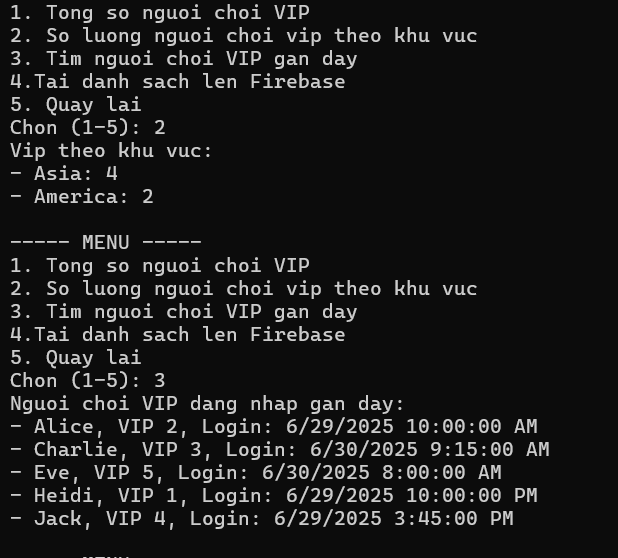 1. Tong so nguoi choi VIP
2. So luong nguoi choi vip theo khu vuc
3. Tim nguoi choi VIP gan day
4.Tai danh sach len Firebase
5. Quay lai
Chon (1-5): 2
Vip theo khu vuc:
- Asia: 4
- America: 2
----- MENU -----
1. Tong so nguoi choi VIP
2. So luong nguoi choi vip theo khu vuc
3. Tim nguoi choi VIP gan day
4.Tai danh sach len Firebase
5. Quay lai
Chon (1-5): 3
Nguoi choi VIP dang nhap gan day:
- Alice, VIP 2, Login: 6/29/2025 10:00:00 AM
- Charlie, VIP 3, Login: 6/30/2025 9:15:00 AM
- Eve, VIP 5, Login: 6/30/2025 8:00:00 AM
- Heidi, VIP 1, Login: 6/29/2025 10:00:00 PM
- Jack, VIP 4, Login: 6/29/2025 3:45:00 PM